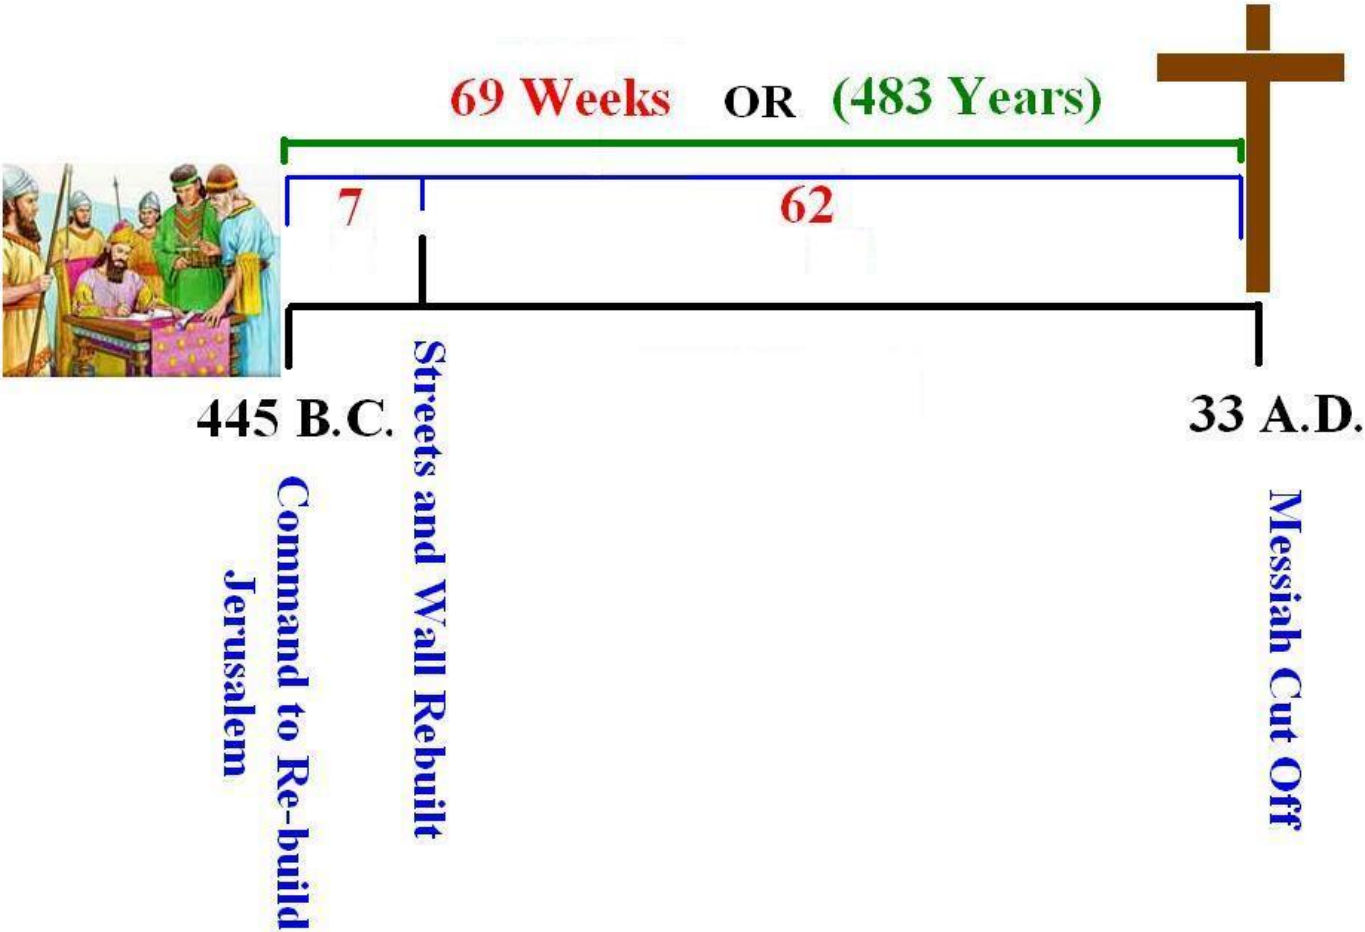 69 Weeks OR (483 Years)
7
62
445 B.C.
33 A.D.
Command to Re-build
Jerusalem
Streets and Wall Rebuilt
Messiah Cut Off